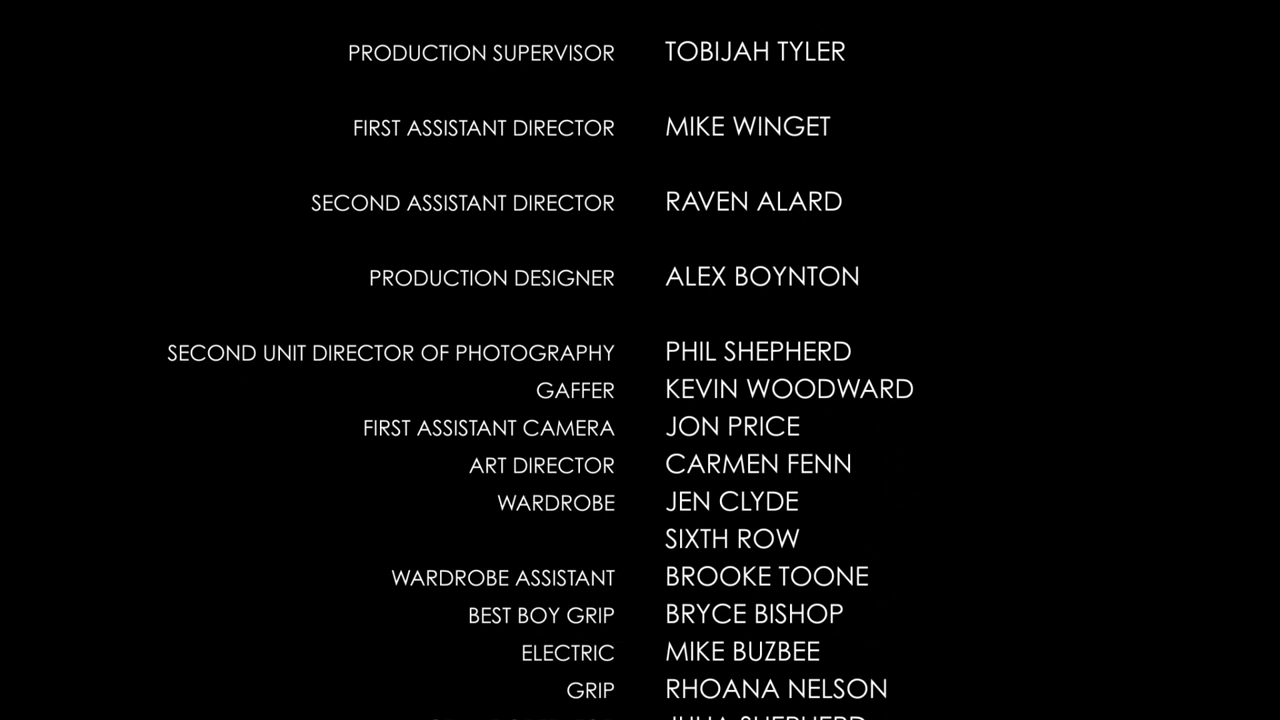 PRODUCTION SUPERVISOR TOBIJAH TYLER
FIRST ASSISTANT DIRECTOR MIKE WINGET
SECOND ASSISTANT DIRECTOR RAVEN ALARD
PRODUCTION DESIGNER ALEX BOYNTON
SECOND UNIT DIRECTOR OF PHOTOGRAPHY PHIL SHEPHERD
GAFFER KEVIN WOODWARD
FIRST ASSISTANT CAMERA JON PRICE
ART DIRECTOR CARMEN FENN
WARDROBE JEN CLYDE
SIXTH ROW
WARDROBE ASSISTANT BROOKE TOONE
BEST BOY GRIP BRYCE BISHOP
ELECTRIC MIKE BUZBEE
GRIP RHOANA NELSON
SHEPHERD